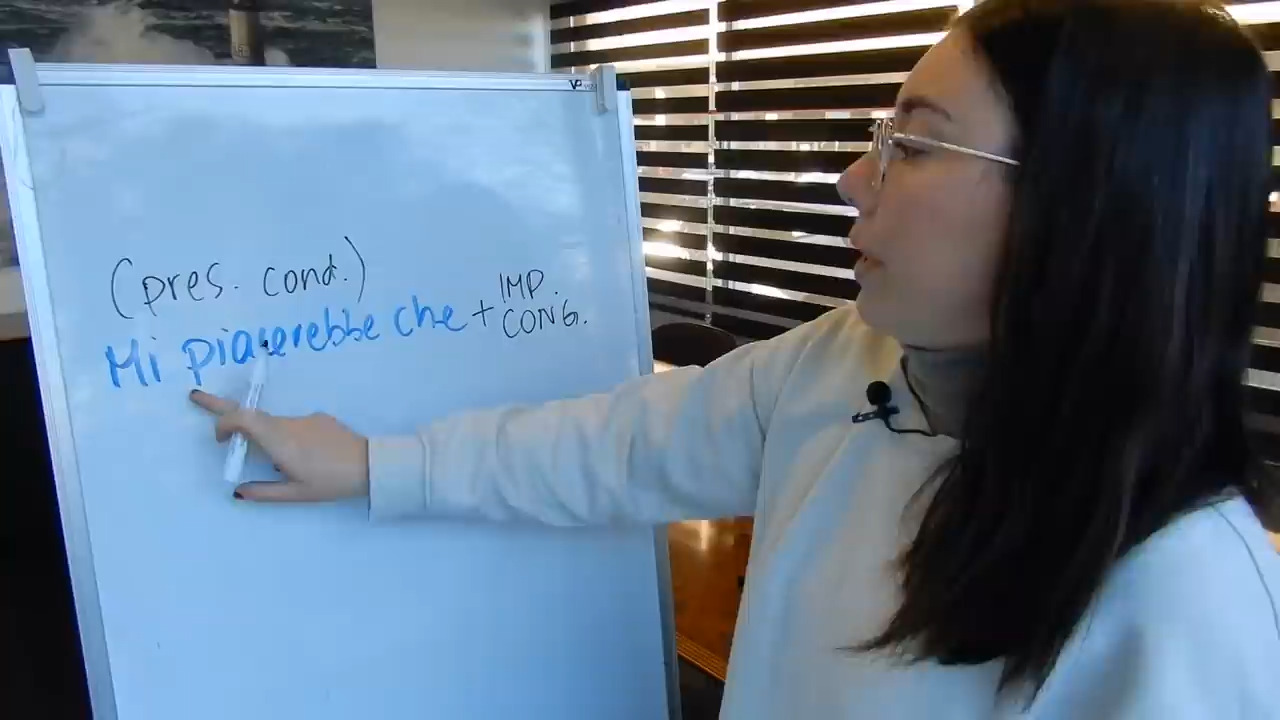 (pres. cond.)
Mi piacerebbe che + IMP. CONG.